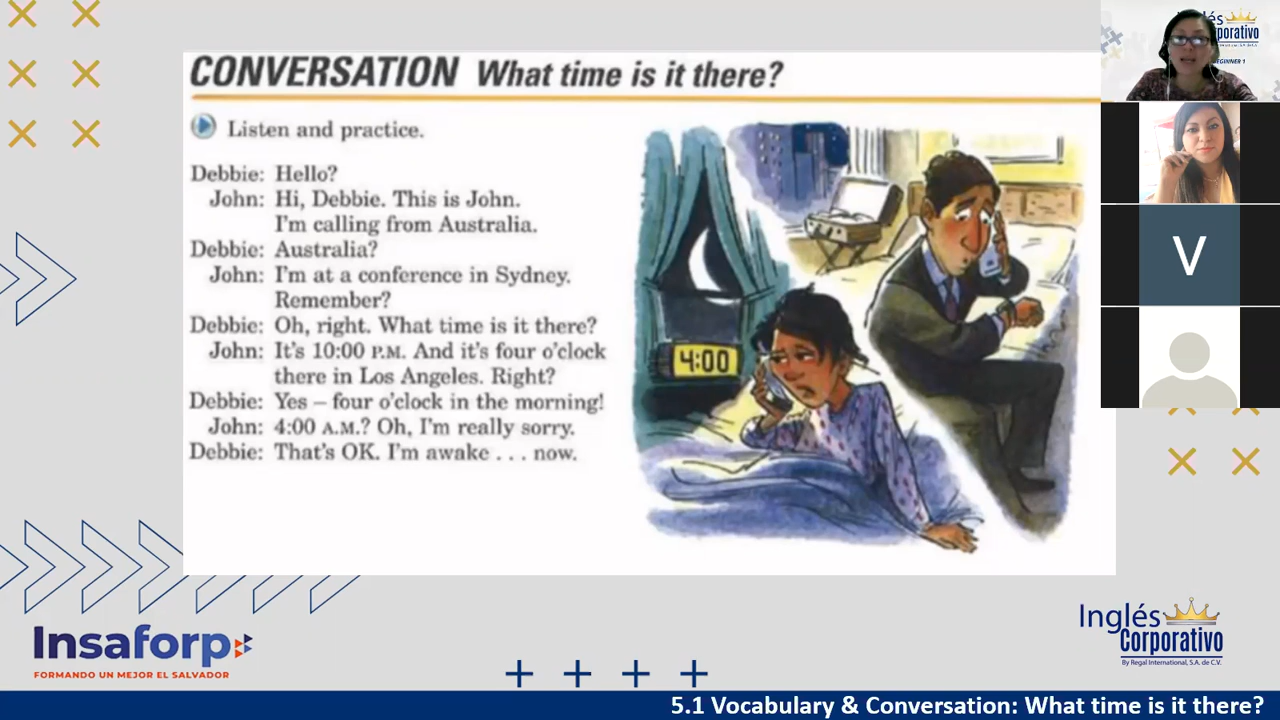 CONVERSATION What time is it there?
Listen and practice.
Debbie: Hello?
John: Hi, Debbie. This is John.
I'm calling from Australia.
Debbie: Australia?
John: I'm at a conference in Sydney.
Remember?
Debbie: Oh, right. What time is it there?
John: It's 10:00 P.M. And it's four o'clock
there in Los Angeles. Right?
Debbie: Yes – four o'clock in the morning!
John: 4:00 A.M.? Oh, I'm really sorry.
Debbie: That's OK. I'm awake . . . now.
4:00
V
Insaforp
FORMANDO UN MEJOR EL SALVADOR
Inglés
Corporativo
By Regal International, S.A. de C.V.
5.1 Vocabulary & Conversation: What time is it there?